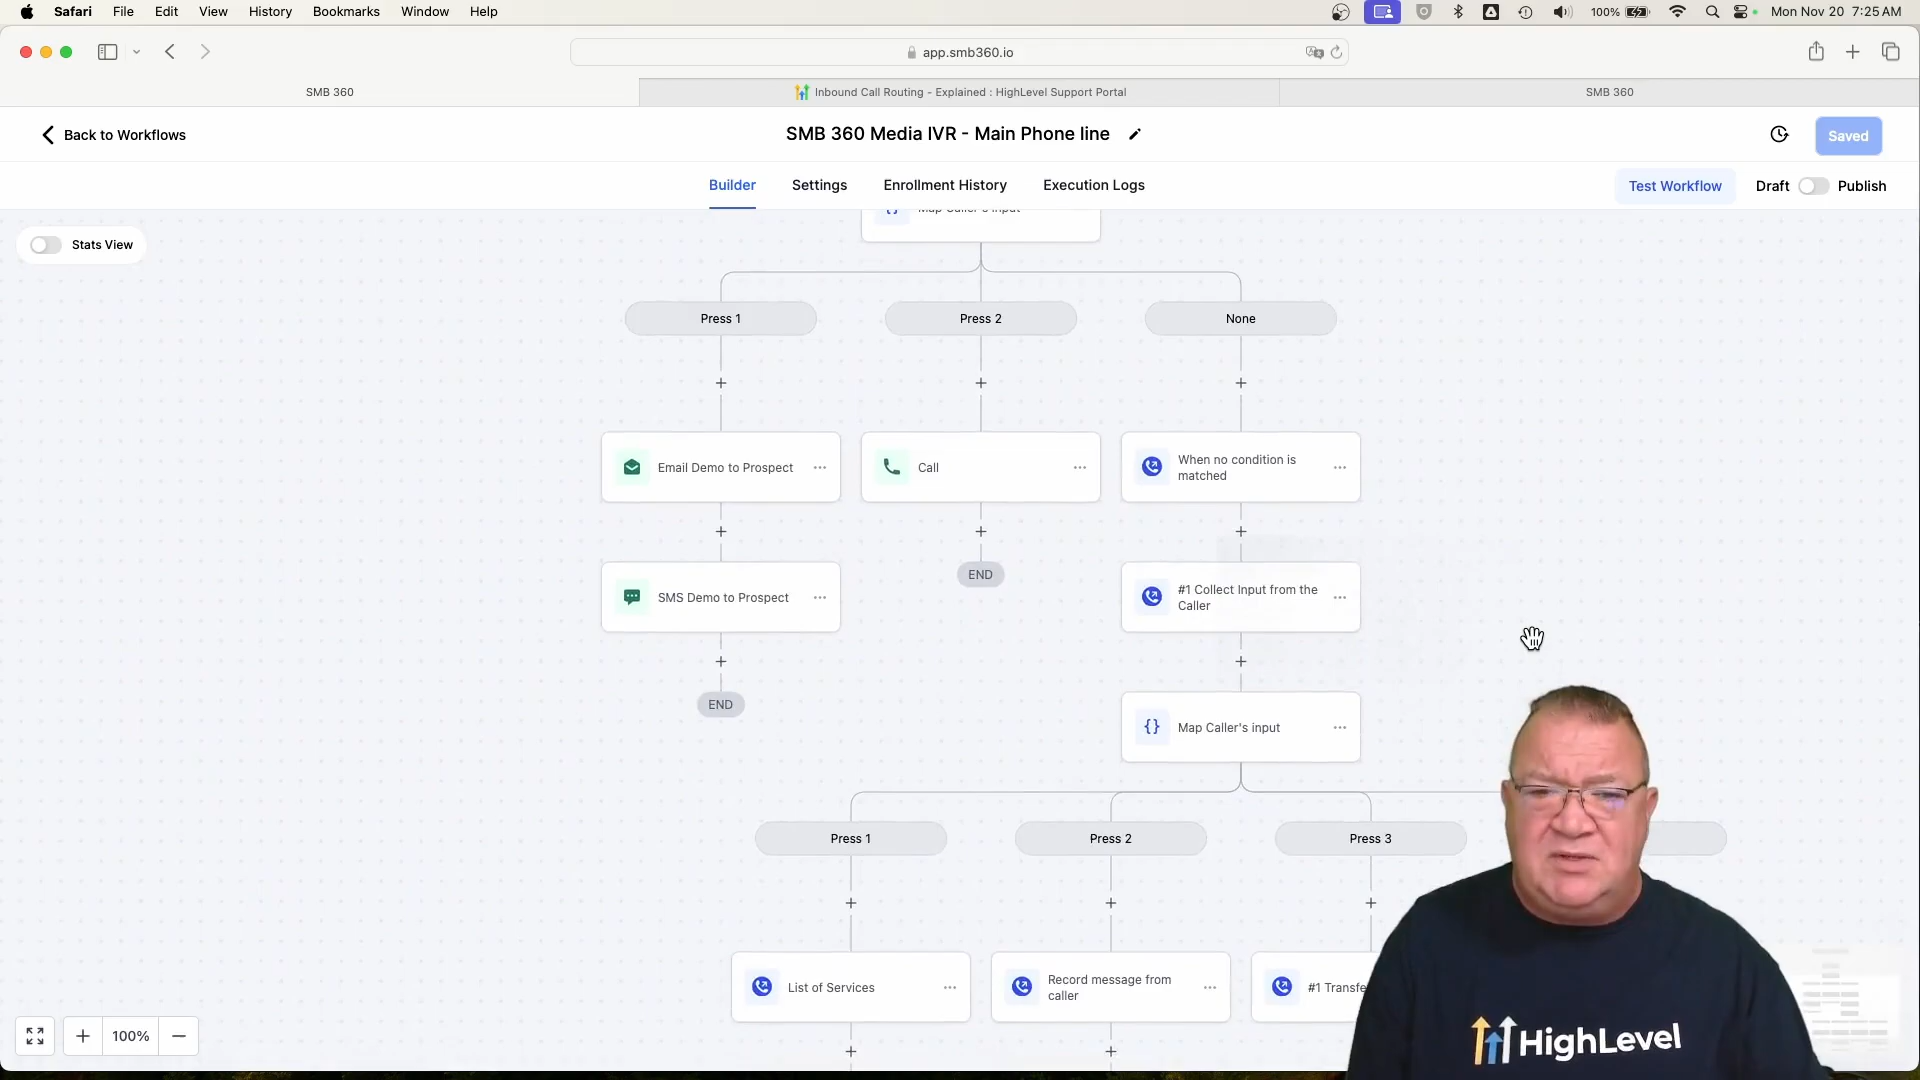 Safari File Edit View History Bookmarks Window Help
100%
Mon Nov 20 7:25 AM
app.smb360.io
SMB 360
Inbound Call Routing - Explained : HighLevel Support Portal
SMB 360
Back to Workflows
SMB 360 Media IVR - Main Phone line
Saved
Builder
Settings
Enrollment History
Execution Logs
Test Workflow
Draft
Publish
Stats View
Map Caller's input
Press 1
Press 2
None
Email Demo to Prospect
Call
When no condition is
matched
SMS Demo to Prospect
END
#1 Collect Input from the
Caller
END
Map Caller's input
Press 1
Press 2
Press 3
List of Services
Record message from
caller
#1 Transfe
100%
HighLevel